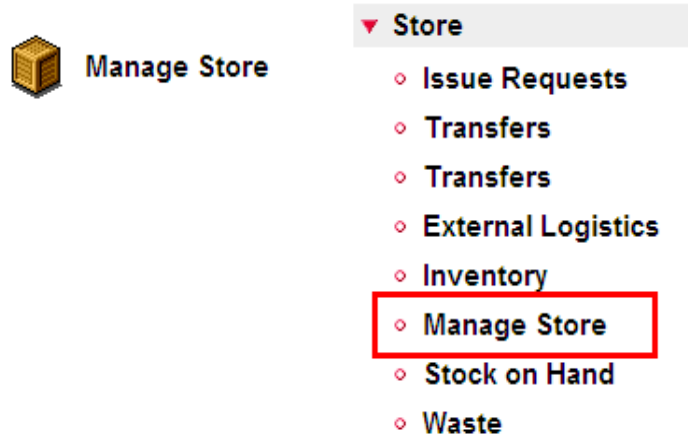 Manage Store
Store
Issue Requests
Transfers
Transfers
External Logistics
Inventory
Manage Store
Stock on Hand
Waste